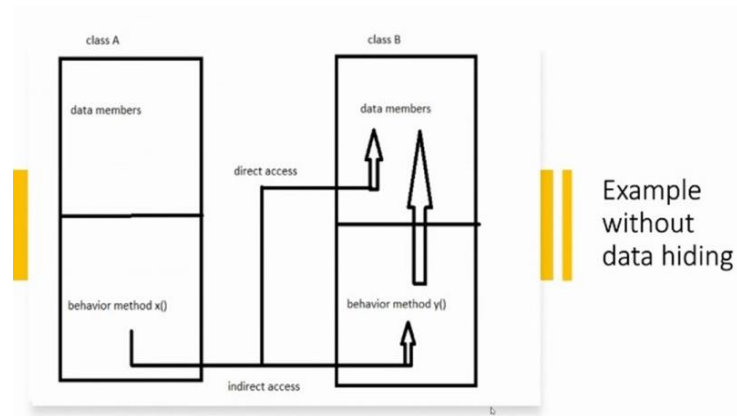 class A
class B
data members
data members
direct access
behavior method x()
behavior method y()
indirect access
Example
without
data hiding